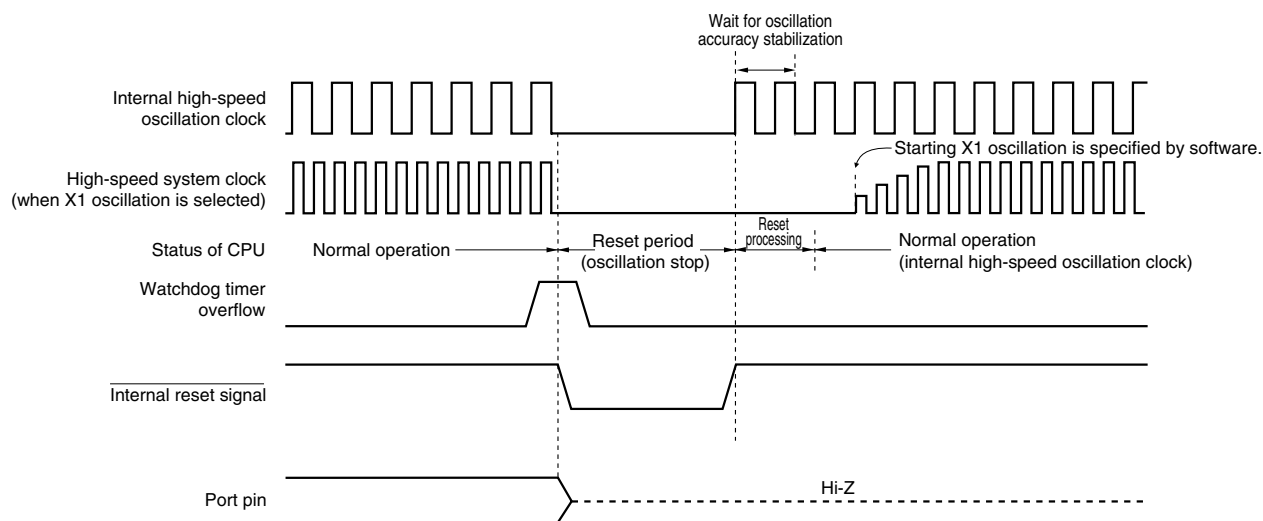 Wait for oscillation
accuracy stabilization
Internal high-speed
oscillation clock
Starting X1 oscillation is specified by software.
High-speed system clock
(when X1 oscillation is selected)
Status of CPU
Normal operation
Reset period
(oscillation stop)
Reset
processing
Normal operation
(internal high-speed oscillation clock)
Watchdog timer
overflow
Internal reset signal
Port pin
Hi-Z